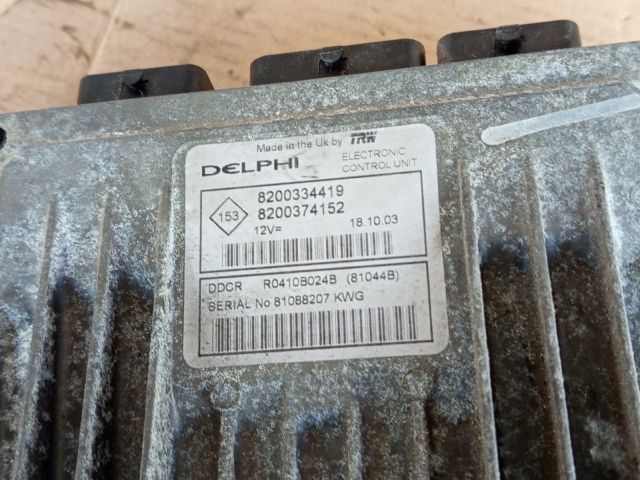 Made in the Uk by TRW
DELPHI ELECTRONIC CONTROL UNIT
153
8200334419
8200374152
12V= 18.10.03
DDCR R0410B024B (81044B)
SERIAL No 81088207 KWG